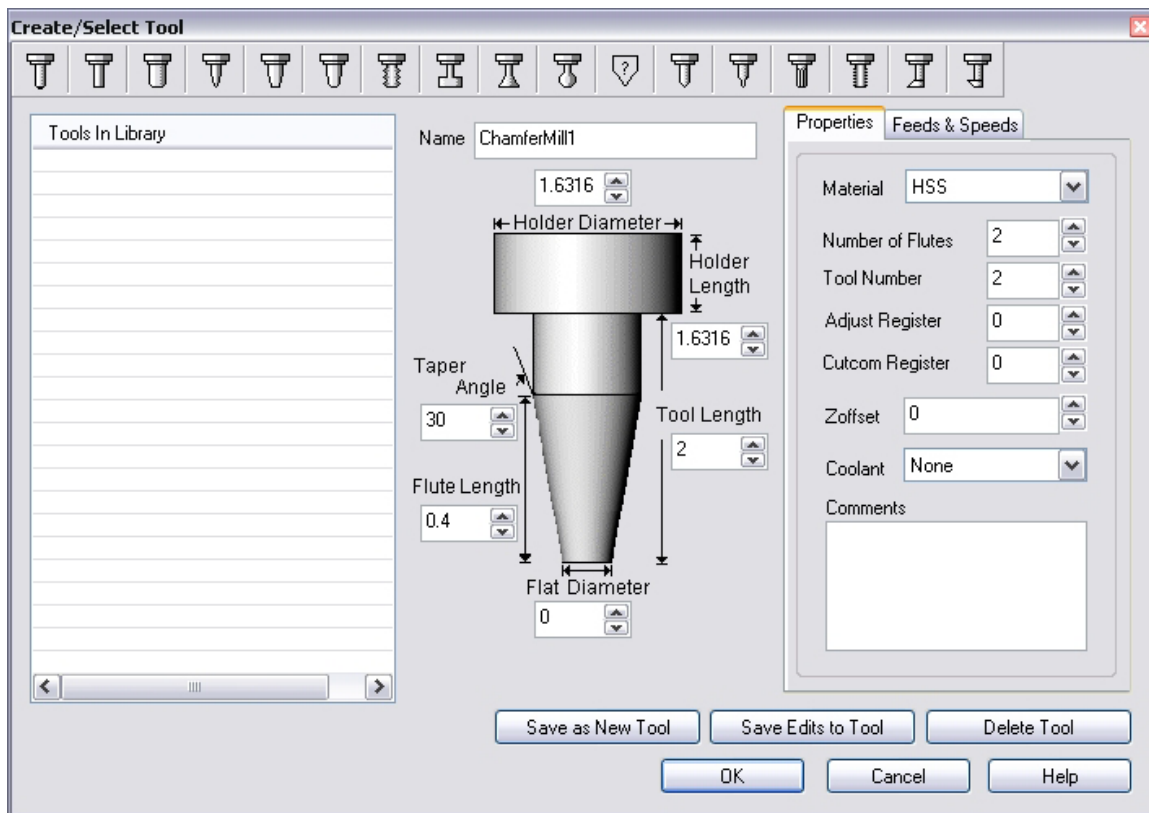 Create/Select Tool
?
Tools In Library
Name ChamferMill1
1.6316
Holder Diameter
Holder
Length
1.6316
Taper
Angle
30
Tool Length
2
Flute Length
0.4
Flat Diameter
0
Properties Feeds & Speeds
Material HSS
Number of Flutes 2
Tool Number 2
Adjust Register 0
Cutcom Register 0
Zoffset 0
Coolant None
Comments
Save as New Tool Save Edits to Tool Delete Tool
OK Cancel Help